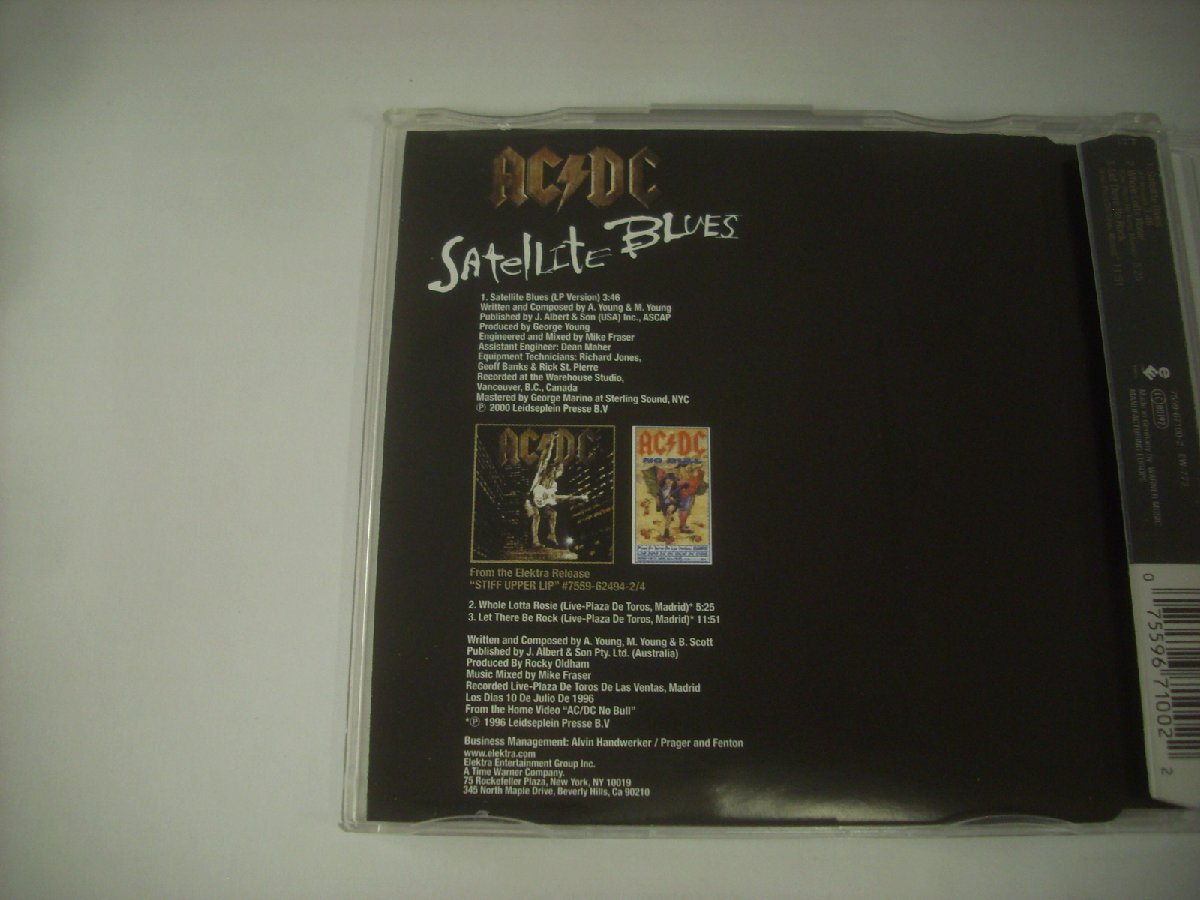 AC/DC
Satellite Blues
1. Satellite Blues (LP Version) 3:46
Written and Composed by A. Young & M. Young
Published by J. Albert & Son (USA) Inc., ASCAP
Produced by George Young
Engineered and Mixed by Mike Fraser
Assistant Engineer: Dean Maher
Equipment Technicians: Richard Jones,
Geoff Banks & Rick St. Pierre
Recorded at the Warehouse Studio,
Vancouver, B.C., Canada
Mastered by George Marino at Sterling Sound, NYC
℗ 2000 Leidseplein Presse B.V
AC/DC
AC/DC
NO BULL
Plaza De Toros De Las Ventas, Madrid
From the Elektra Release
"STIFF UPPER LIP" #7559-62494-2/4
2. Whole Lotta Rosie (Live-Plaza De Toros, Madrid)* 5:25
3. Let There Be Rock (Live-Plaza De Toros, Madrid)* 11:51
Written and Composed by A. Young, M. Young & B. Scott
Published by J. Albert & Son Pty. Ltd. (Australia)
Produced By Rocky Oldham
Music Mixed by Mike Fraser
Recorded Live-Plaza De Toros De Las Ventas, Madrid
Los Dias 10 De Julio De 1996
From the Home Video "AC/DC No Bull"
*℗ 1996 Leidseplein Presse B.V
Business Management: Alvin Handwerker / Prager and Fenton
www.elektra.com
Elektra Entertainment Group Inc.
A Time Warner Company.
75 Rockefeller Plaza, New York, NY 10019
345 North Maple Drive, Beverly Hills, Ca 90210
0 75596 71002 2